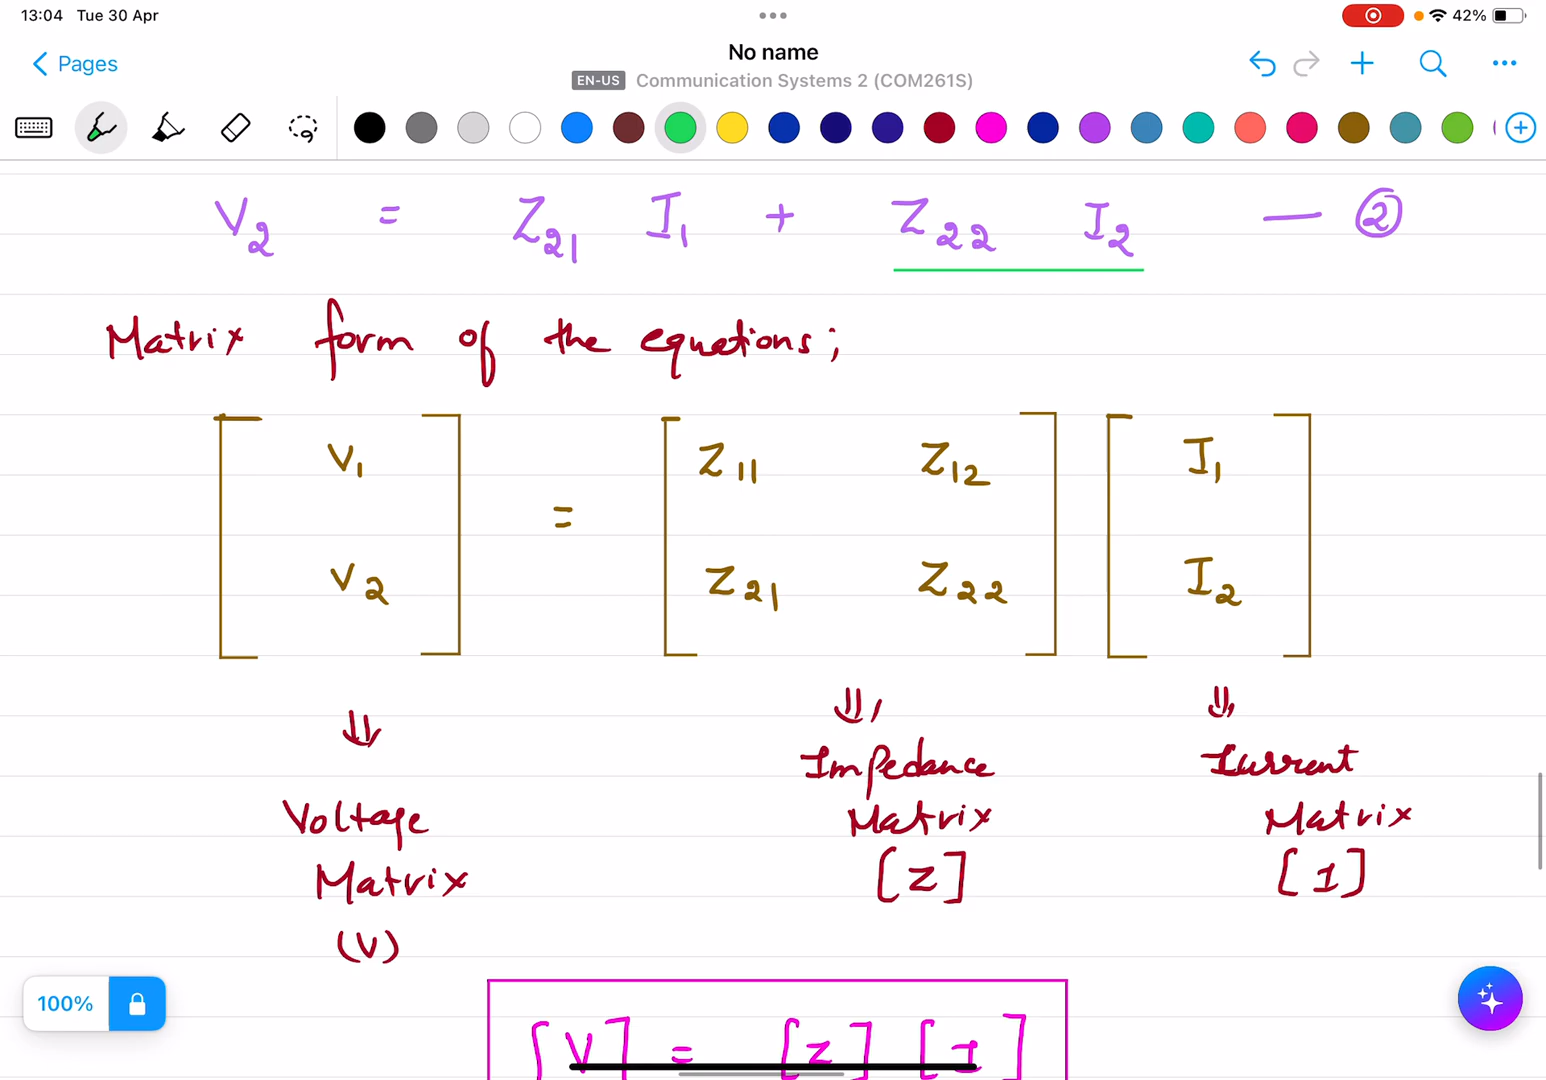 13:04 Tue 30 Apr
42%
Pages
No name
EN-US Communication Systems 2 (COM261S)
V2 = Z21 I1 + Z22 I2 — ②
Matrix form of the equations;
[ V1 ] = [ Z11 Z12 ] [ I1 ]
[ V2 ] [ Z21 Z22 ] [ I2 ]
Voltage Matrix (V)
Impedance Matrix [Z]
Current Matrix [I]
100%
[V] = [Z] [I]